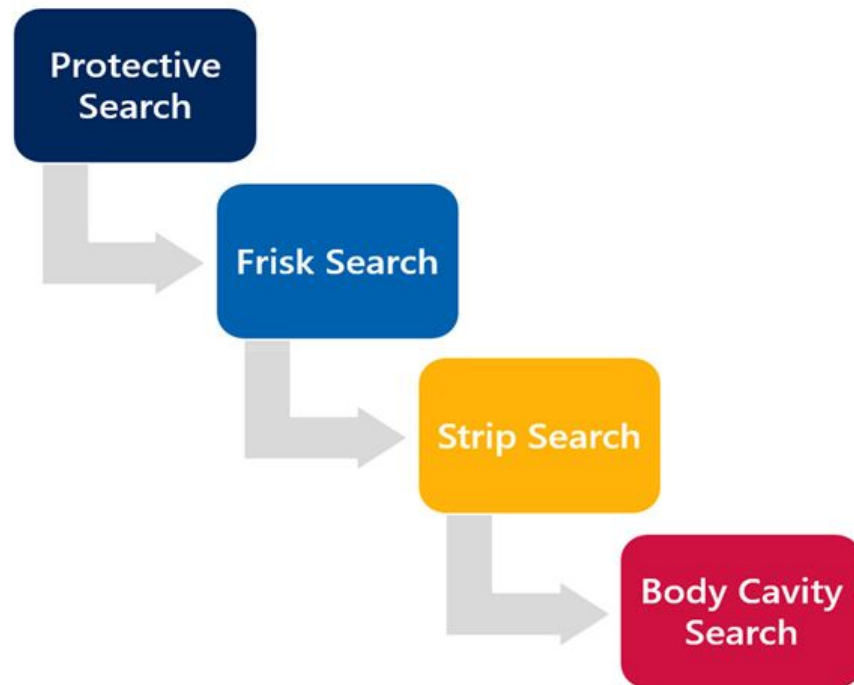 Protective
Search
Frisk Search
Strip Search
Body Cavity
Search